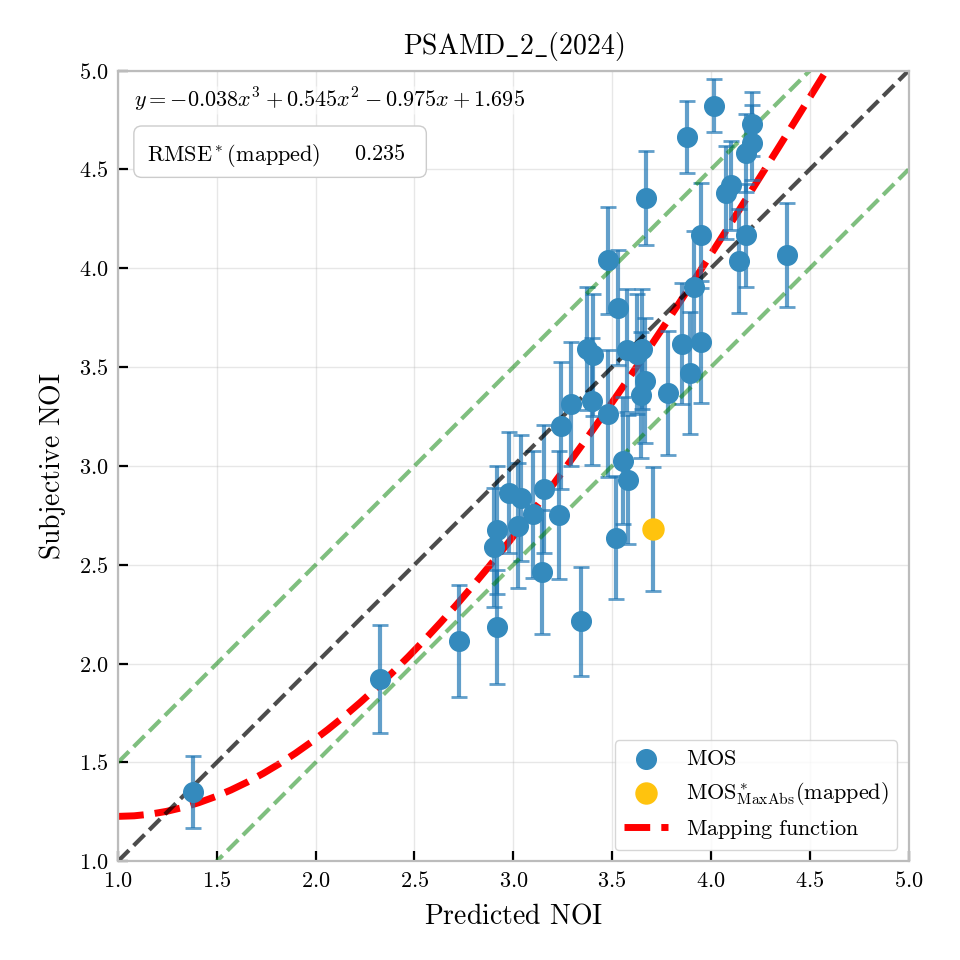 PSAMD_2_(2024)
y = −0.038x³ + 0.545x² − 0.975x + 1.695
RMSE*(mapped) 0.235
5.0
4.5
4.0
3.5
3.0
2.5
2.0
1.5
1.0
Subjective NOI
MOS
MOS*MaxAbs(mapped)
Mapping function
1.0 1.5 2.0 2.5 3.0 3.5 4.0 4.5 5.0
Predicted NOI